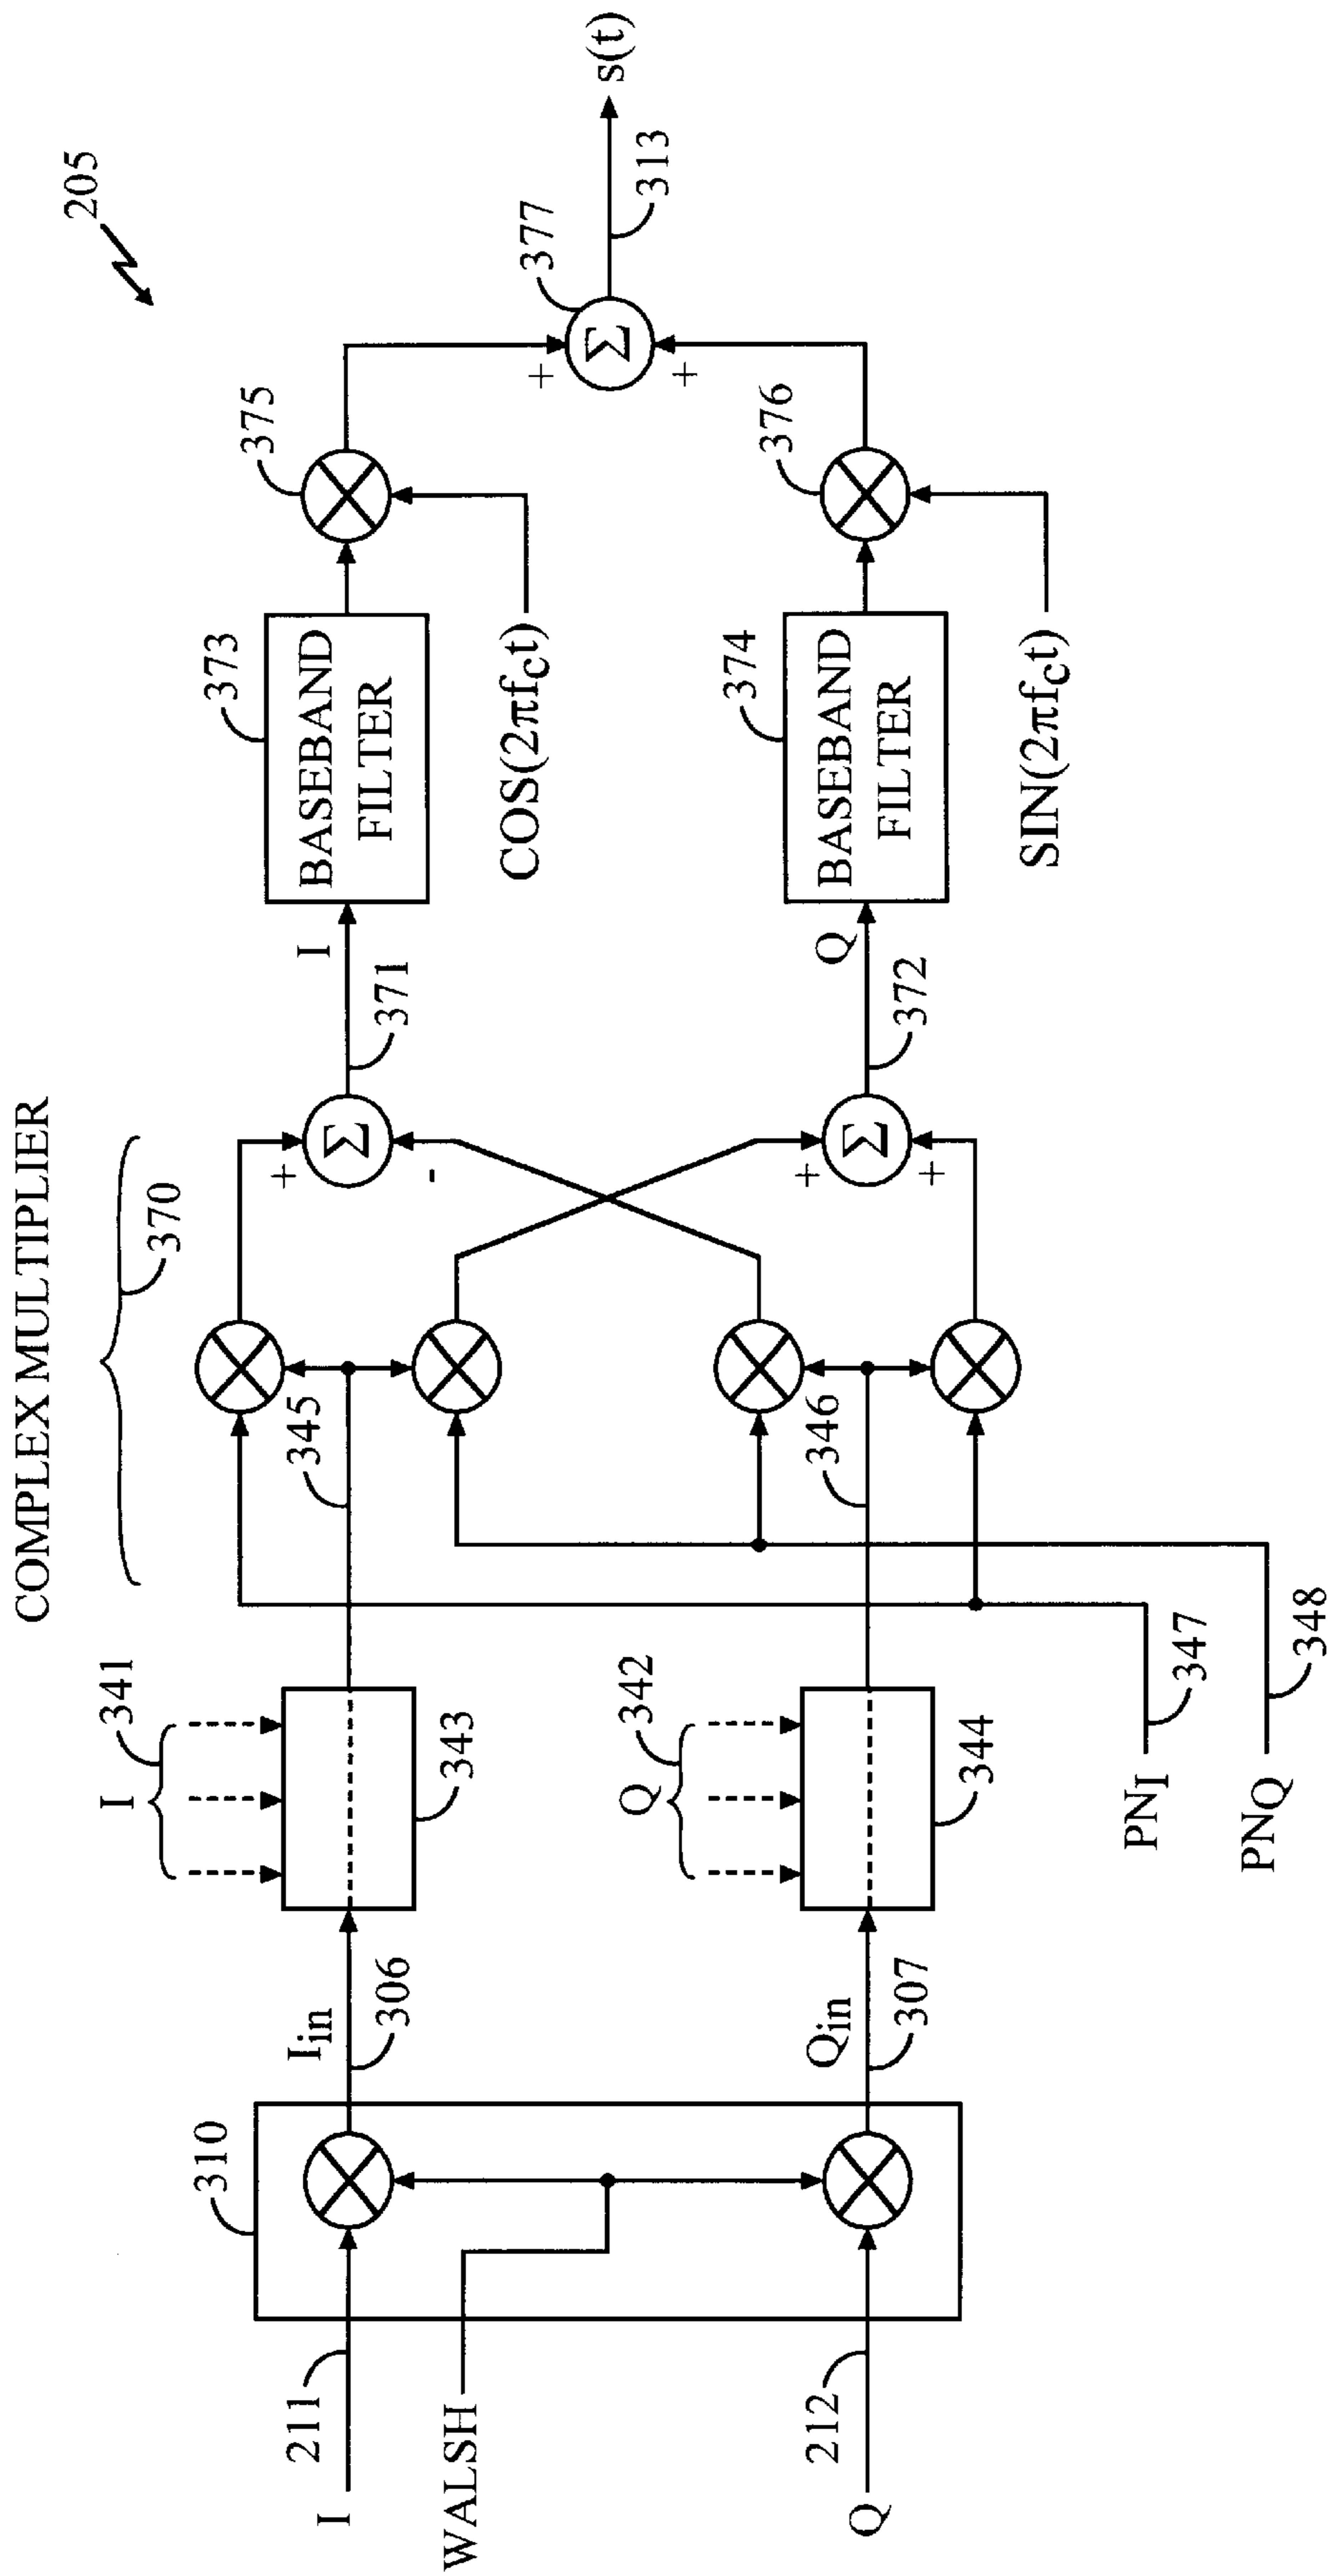 205
COMPLEX MULTIPLIER
370
I
341
310
I
211
I_in
306
343
345
+
-
Σ
371
I
373
BASEBAND
FILTER
375
COS(2πf_ct)
WALSH
377
+
+
Σ
313
s(t)
Q
342
Q
212
Q_in
307
344
346
+
+
Σ
372
Q
374
BASEBAND
FILTER
376
SIN(2πf_ct)
PN_I
347
PN_Q
348